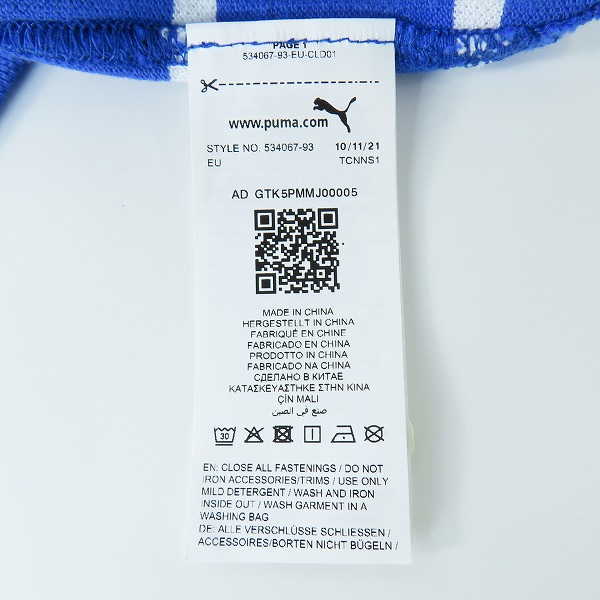 PAGE 1
534067-93-EU-CLD01
www.puma.com
STYLE NO. 534067-93 10/11/21
EU TCNNS1
AD GTK5PMMJ00005
MADE IN CHINA
HERGESTELLT IN CHINA
FABRIQUÉ EN CHINE
FABRICADO EN CHINA
PRODOTTO IN CHINA
FABRICADO NA CHINA
СДЕЛАНО В КИТАЕ
ΚΑΤΑΣΚΕΥΑΣΤΗΚΕ ΣΤΗΝ ΚΙΝΑ
ÇİN MALI
صنع في الصين
30
EN: CLOSE ALL FASTENINGS / DO NOT
IRON ACCESSORIES/TRIMS / USE ONLY
MILD DETERGENT / WASH AND IRON
INSIDE OUT / WASH GARMENT IN A
WASHING BAG
DE: ALLE VERSCHLÜSSE SCHLIESSEN /
ACCESSOIRES/BORTEN NICHT BÜGELN /